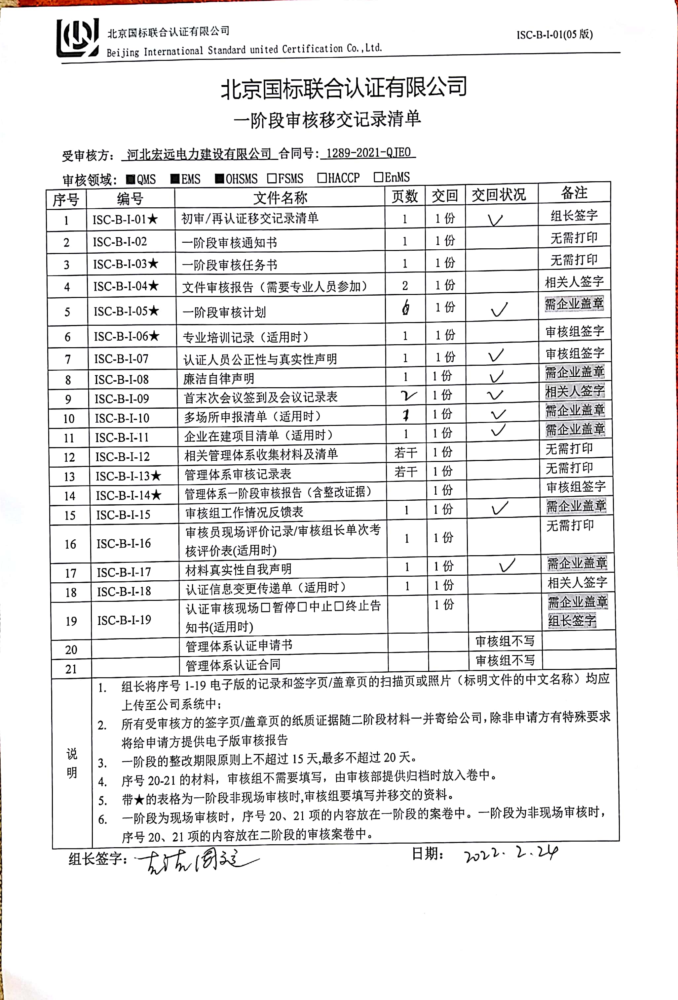 北京国标联合认证有限公司
Beijing International Standard united Certification Co.,Ltd.
ISC-B-I-01(05 版)
北京国标联合认证有限公司
一阶段审核移交记录清单
受审核方： 河北宏远电力建设有限公司 合同号: 1289-2021-QJEO
审核领域：■QMS ■EMS ■OHSMS □FSMS □HACCP □EnMS
序号 编号 文件名称 页数 交回 交回状况 备注
1 ISC-B-I-01★ 初审/再认证移交记录清单 1 1 份 ✓ 组长签字
2 ISC-B-I-02 一阶段审核通知书 1 1 份 无需打印
3 ISC-B-I-03★ 一阶段审核任务书 1 1 份 无需打印
4 ISC-B-I-04★ 文件审核报告（需要专业人员参加） 2 1 份 相关人签字
5 ISC-B-I-05★ 一阶段审核计划 1 份 ✓ 需企业盖章
6 ISC-B-I-06★ 专业培训记录（适用时） 1 1 份 审核组签字
7 ISC-B-I-07 认证人员公正性与真实性声明 1 1 份 ✓ 审核组签字
8 ISC-B-I-08 廉洁自律声明 1 1 份 ✓ 需企业盖章
9 ISC-B-I-09 首末次会议签到及会议记录表 2 1 份 ✓ 相关人签字
10 ISC-B-I-10 多场所申报清单（适用时） 1 1 份 ✓ 需企业盖章
11 ISC-B-I-11 企业在建项目清单（适用时） 1 1 份 ✓ 需企业盖章
12 ISC-B-I-12 相关管理体系收集材料及清单 若干 1 份 无需打印
13 ISC-B-I-13★ 管理体系审核记录表 若干 1 份 无需打印
14 ISC-B-I-14★ 管理体系一阶段审核报告（含整改证据） 1 份 审核组签字
15 ISC-B-I-15 审核组工作情况反馈表 1 1 份 ✓ 需企业盖章
16 ISC-B-I-16 审核员现场评价记录/审核组长单次考 1 1 份 无需打印
核评价表(适用时)
17 ISC-B-I-17 材料真实性自我声明 1 1 份 ✓ 需企业盖章
18 ISC-B-I-18 认证信息变更传递单（适用时） 1 1 份 相关人签字
19 ISC-B-I-19 认证审核现场□暂停□中止□终止告 1 份 需企业盖章
知书(适用时) 组长签字
20 管理体系认证申请书 审核组不写
21 管理体系认证合同 审核组不写
说明
1. 组长将序号 1-19 电子版的记录和签字页/盖章页的扫描页或照片（标明文件的中文名称）均应
上传至公司系统中；
2. 所有受审核方的签字页/盖章页的纸质证据随二阶段材料一并寄给公司，除非申请方有特殊要求
将给申请方提供电子版审核报告
3. 一阶段的整改期限原则上不超过 15 天,最多不超过 20 天。
4. 序号 20-21 的材料，审核组不需要填写，由审核部提供归档时放入卷中。
5. 带★的表格为一阶段非现场审核时,审核组要填写并移交的资料。
6. 一阶段为现场审核时，序号 20、21 项的内容放在一阶段的案卷中。一阶段为非现场审核时，
序号 20、21 项的内容放在二阶段的审核案卷中。
组长签字： 日期： 2022.2.24